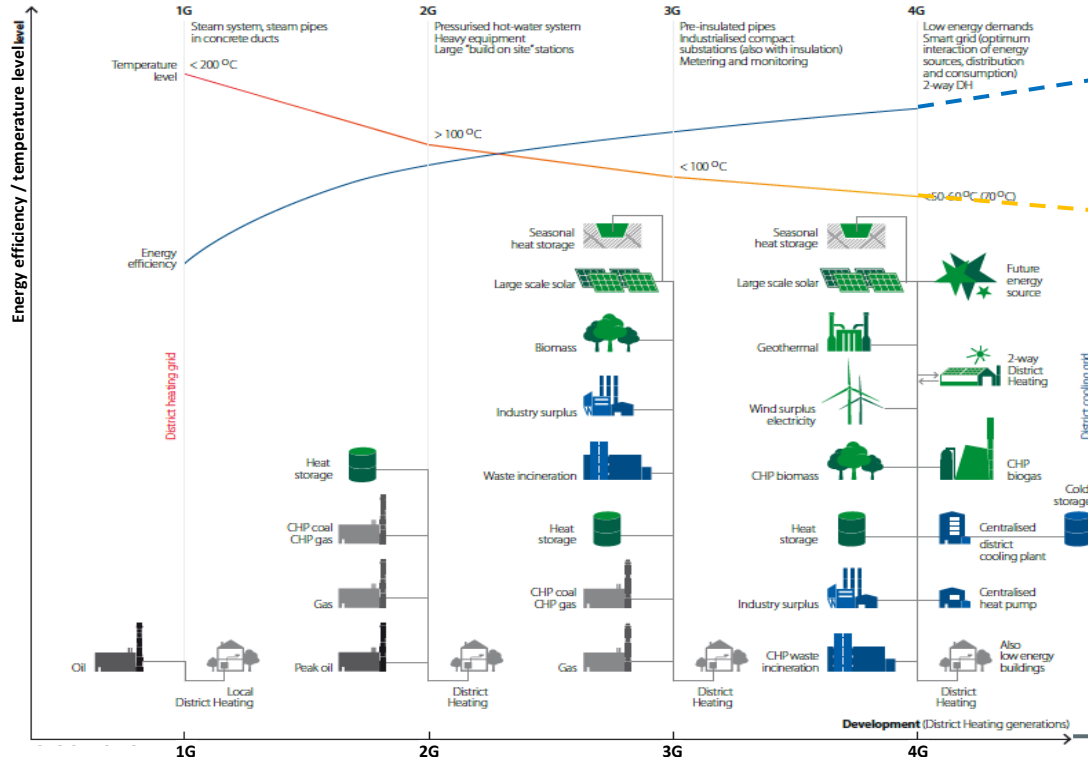 Energy efficiency / temperature level
level
1G
Steam system, steam pipes
in concrete ducts
2G
Pressurised hot-water system
Heavy equipment
Large "build on site" stations
3G
Pre-insulated pipes
Industrialised compact
substations (also with insulation)
Metering and monitoring
4G
Low energy demands
Smart grid (optimum
interaction of energy
sources, distribution
and consumption)
2-way DH
Temperature
level
< 200 °C
> 100 °C
< 100 °C
<50-60 °C (70 °C)
Energy
efficiency
District heating grid
District cooling grid
Oil
Local
District Heating
Heat
storage
CHP coal
CHP gas
Gas
Peak oil
District
Heating
Seasonal
heat storage
Large scale solar
Biomass
Industry surplus
Waste incineration
Heat
storage
CHP coal
CHP gas
Gas
District
Heating
Seasonal
heat storage
Large scale solar
Geothermal
Wind surplus
electricity
CHP biomass
Heat
storage
Industry surplus
CHP waste
incineration
Future
energy
source
2-way
District
Heating
CHP
biogas
Cold
storage
Centralised
district
cooling plant
Centralised
heat pump
Also
low energy
buildings
District
Heating
Development (District Heating generations)
1G
2G
3G
4G